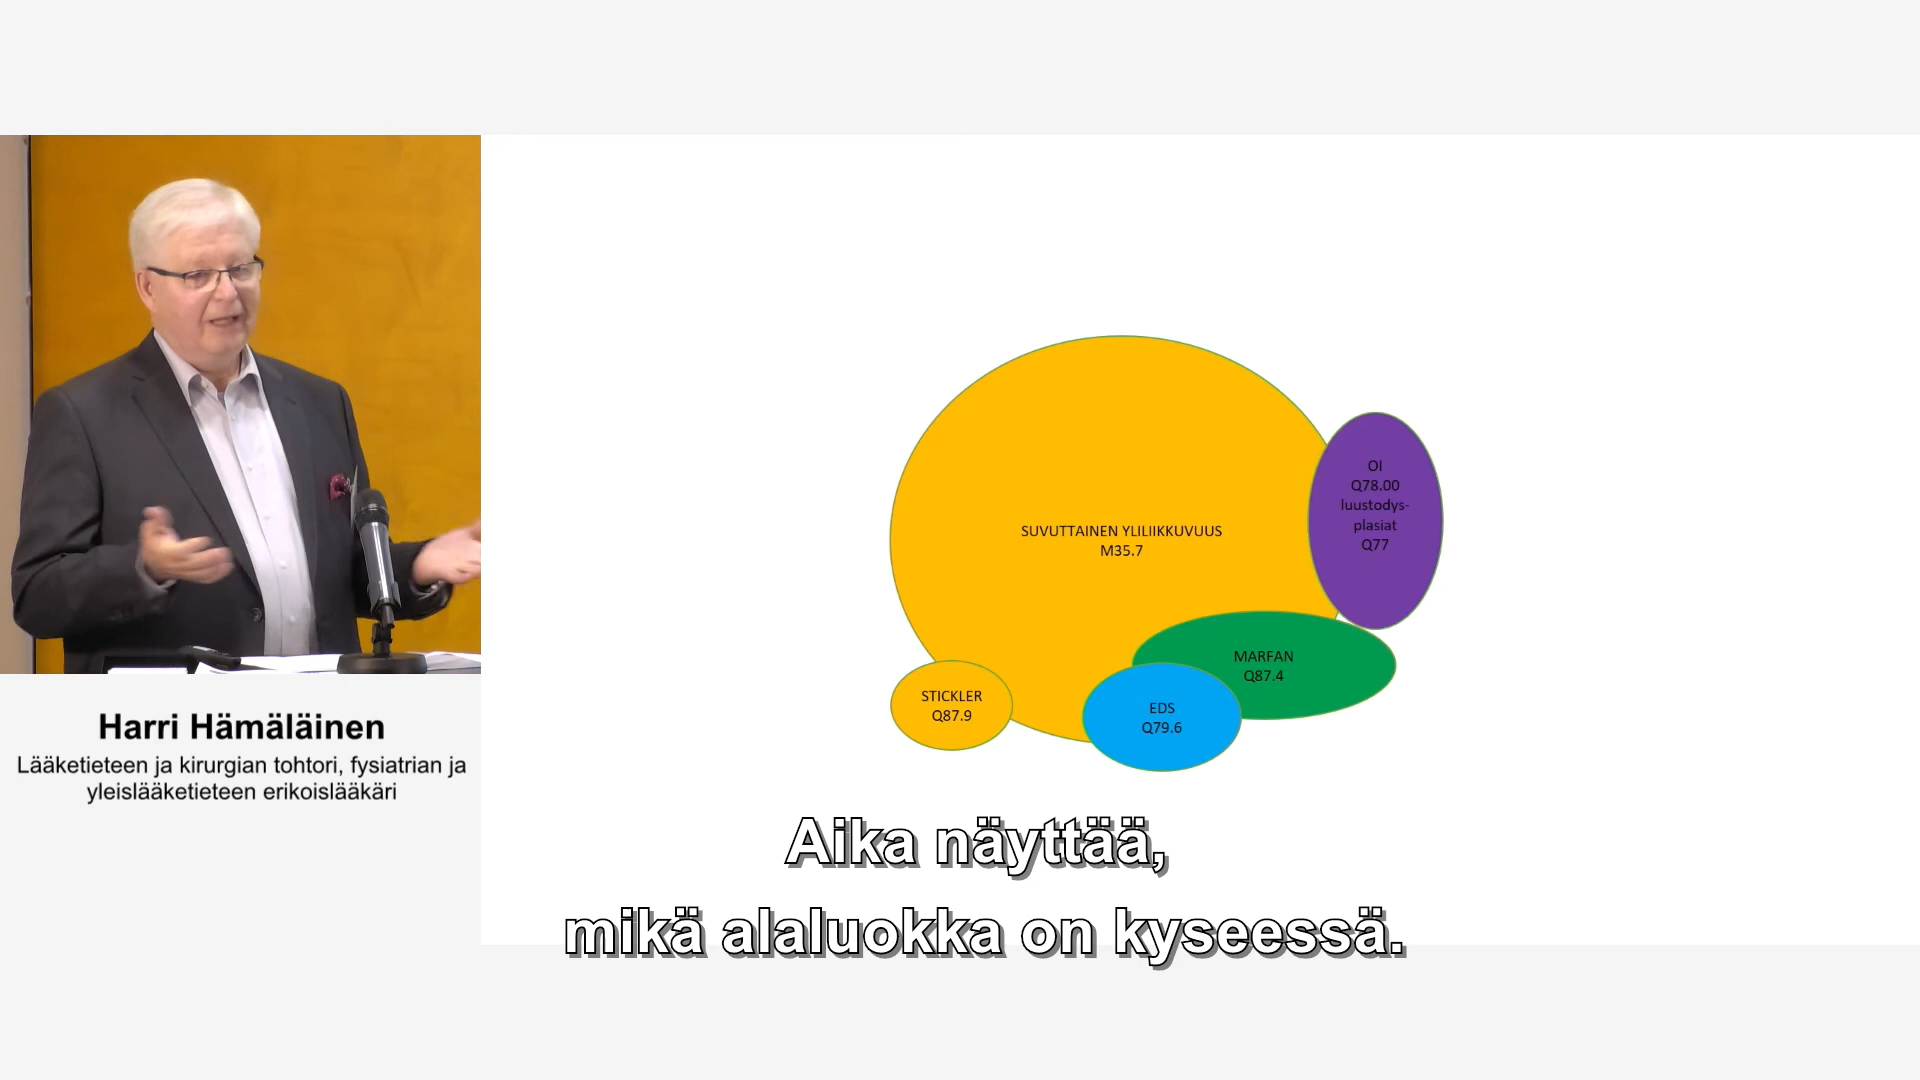 SUVUTTAINEN YLILIIKKUVUUS
M35.7
OI
Q78.00
luustodys-
plasiat
Q77
MARFAN
Q87.4
STICKLER
Q87.9
EDS
Q79.6
Harri Hämäläinen
Lääketieteen ja kirurgian tohtori, fysiatrian ja
yleislääketieteen erikoislääkäri
Aika näyttää,
mikä alaluokka on kyseessä.